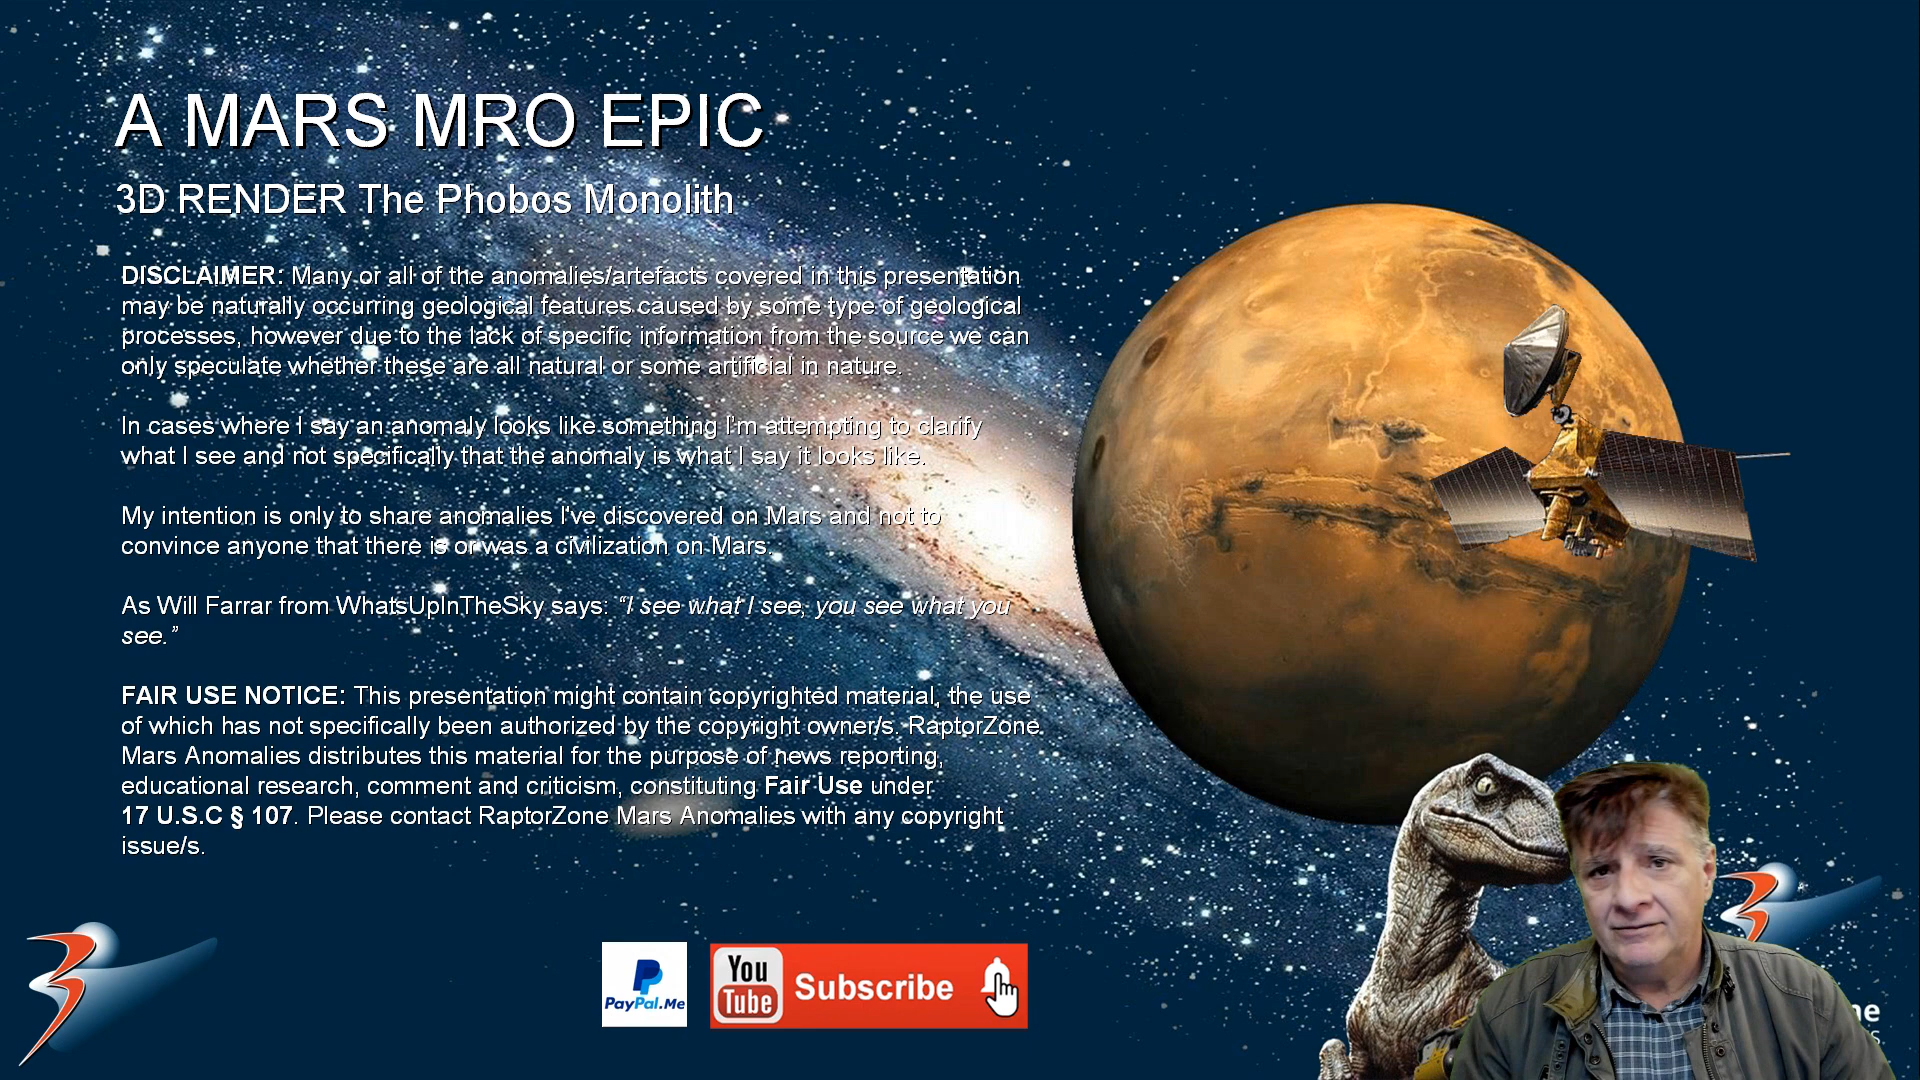 A MARS MRO EPIC
3D RENDER The Phobos Monolith
DISCLAIMER: Many or all of the anomalies/artefacts covered in this presentation
may be naturally occurring geological features caused by some type of geological
processes, however due to the lack of specific information from the source we can
only speculate whether these are all natural or some artificial in nature.
In cases where I say an anomaly looks like something I'm attempting to clarify
what I see and not specifically that the anomaly is what I say it looks like.
My intention is only to share anomalies I've discovered on Mars and not to
convince anyone that there is or was a civilization on Mars.
As Will Farrar from WhatsUpInTheSky says: “I see what I see, you see what you
see.”
FAIR USE NOTICE: This presentation might contain copyrighted material, the use
of which has not specifically been authorized by the copyright owner/s. RaptorZone
Mars Anomalies distributes this material for the purpose of news reporting,
educational research, comment and criticism, constituting Fair Use under
17 U.S.C § 107. Please contact RaptorZone Mars Anomalies with any copyright
issue/s.
PayPal.Me
You Tube Subscribe